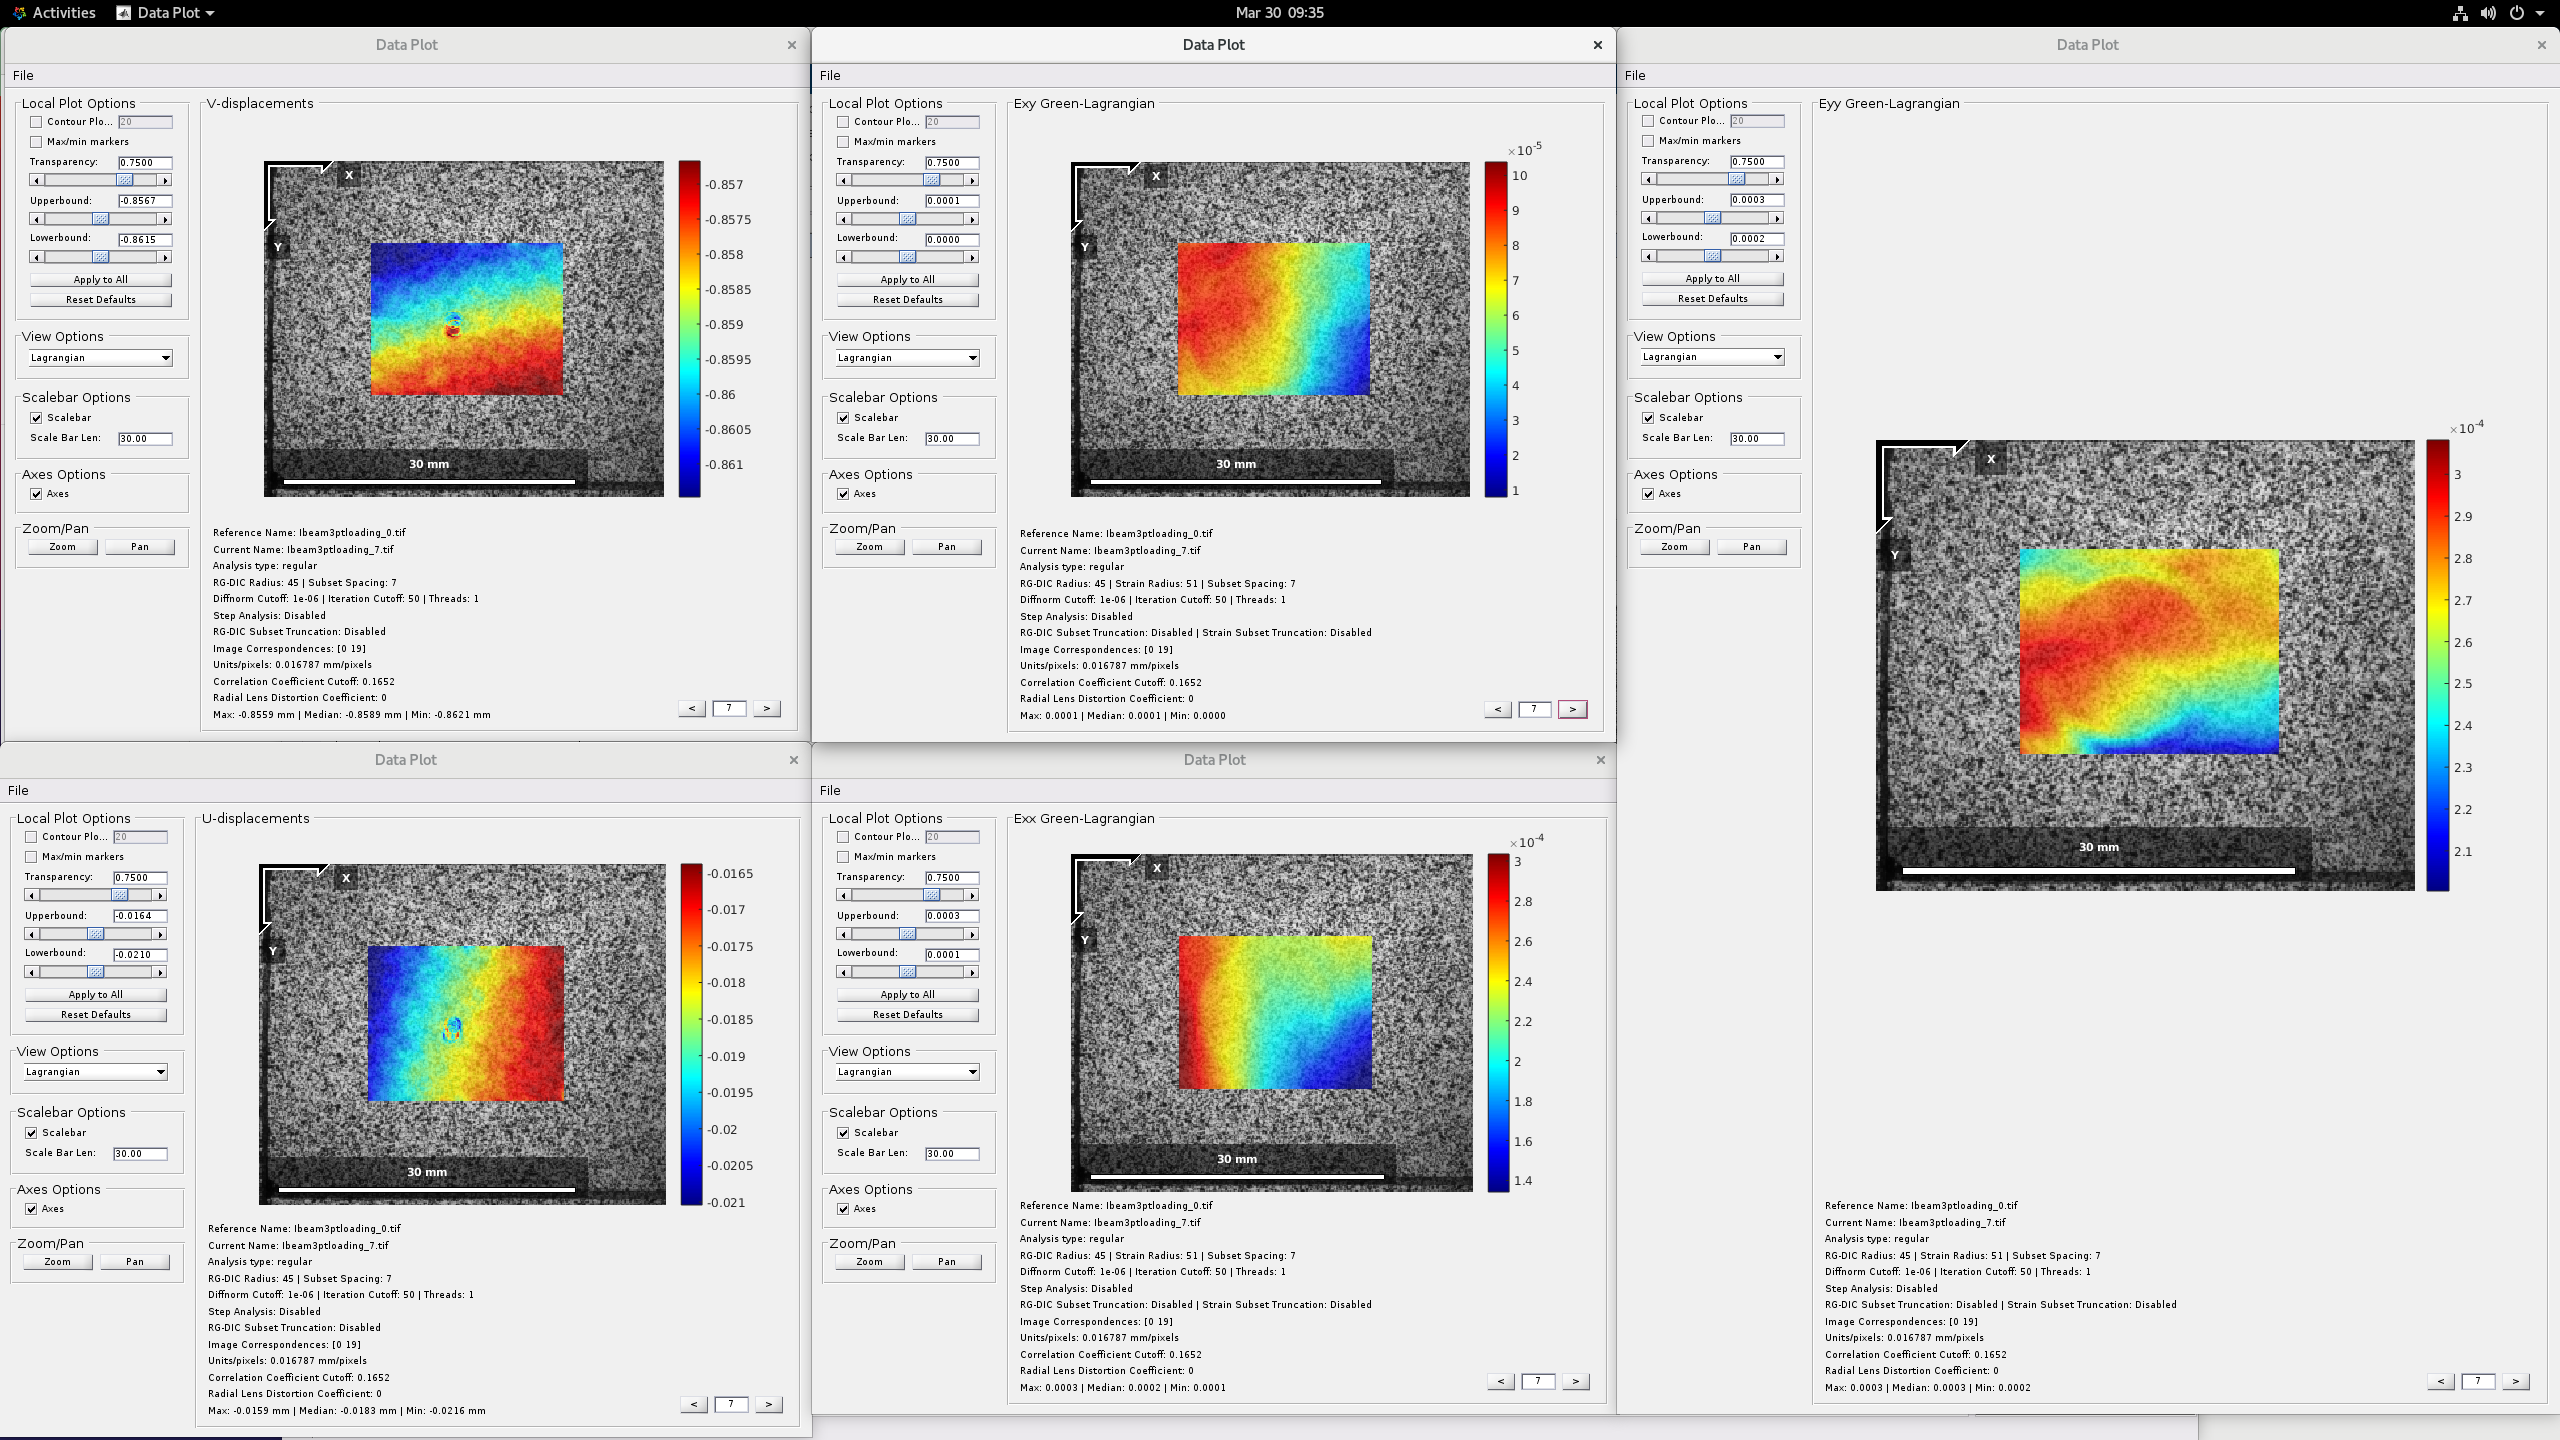 Activities
Data Plot
Mar 30 09:35
Data Plot
File
Local Plot Options
Contour Plo... 20
Max/min markers
Transparency: 0.7500
Upperbound: -0.8567
Lowerbound: -0.8615
Apply to All
Reset Defaults
View Options
Lagrangian
Scalebar Options
Scalebar
Scale Bar Len: 30.00
Axes Options
Axes
Zoom/Pan
Zoom Pan
V-displacements
X
Y
30 mm
-0.857
-0.8575
-0.858
-0.8585
-0.859
-0.8595
-0.86
-0.8605
-0.861
Reference Name: Ibeam3ptloading_0.tif
Current Name: Ibeam3ptloading_7.tif
Analysis type: regular
RG-DIC Radius: 45 | Subset Spacing: 7
Diffnorm Cutoff: 1e-06 | Iteration Cutoff: 50 | Threads: 1
Step Analysis: Disabled
RG-DIC Subset Truncation: Disabled
Image Correspondences: [0 19]
Units/pixels: 0.016787 mm/pixels
Correlation Coefficient Cutoff: 0.1652
Radial Lens Distortion Coefficient: 0
Max: -0.8559 mm | Median: -0.8589 mm | Min: -0.8621 mm
< 7 >
Data Plot
File
Local Plot Options
Contour Plo... 20
Max/min markers
Transparency: 0.7500
Upperbound: 0.0001
Lowerbound: 0.0000
Apply to All
Reset Defaults
View Options
Lagrangian
Scalebar Options
Scalebar
Scale Bar Len: 30.00
Axes Options
Axes
Zoom/Pan
Zoom Pan
Exy Green-Lagrangian
X
Y
30 mm
×10-5
10
9
8
7
6
5
4
3
2
1
Reference Name: Ibeam3ptloading_0.tif
Current Name: Ibeam3ptloading_7.tif
Analysis type: regular
RG-DIC Radius: 45 | Strain Radius: 51 | Subset Spacing: 7
Diffnorm Cutoff: 1e-06 | Iteration Cutoff: 50 | Threads: 1
Step Analysis: Disabled
RG-DIC Subset Truncation: Disabled | Strain Subset Truncation: Disabled
Image Correspondences: [0 19]
Units/pixels: 0.016787 mm/pixels
Correlation Coefficient Cutoff: 0.1652
Radial Lens Distortion Coefficient: 0
Max: 0.0001 | Median: 0.0001 | Min: 0.0000
< 7 >
Data Plot
File
Local Plot Options
Contour Plo... 20
Max/min markers
Transparency: 0.7500
Upperbound: 0.0003
Lowerbound: 0.0002
Apply to All
Reset Defaults
View Options
Lagrangian
Scalebar Options
Scalebar
Scale Bar Len: 30.00
Axes Options
Axes
Zoom/Pan
Zoom Pan
Eyy Green-Lagrangian
X
Y
30 mm
×10-4
3
2.9
2.8
2.7
2.6
2.5
2.4
2.3
2.2
2.1
Reference Name: Ibeam3ptloading_0.tif
Current Name: Ibeam3ptloading_7.tif
Analysis type: regular
RG-DIC Radius: 45 | Strain Radius: 51 | Subset Spacing: 7
Diffnorm Cutoff: 1e-06 | Iteration Cutoff: 50 | Threads: 1
Step Analysis: Disabled
RG-DIC Subset Truncation: Disabled | Strain Subset Truncation: Disabled
Image Correspondences: [0 19]
Units/pixels: 0.016787 mm/pixels
Correlation Coefficient Cutoff: 0.1652
Radial Lens Distortion Coefficient: 0
Max: 0.0003 | Median: 0.0003 | Min: 0.0002
< 7 >
Data Plot
File
Local Plot Options
Contour Plo... 20
Max/min markers
Transparency: 0.7500
Upperbound: -0.0164
Lowerbound: -0.0210
Apply to All
Reset Defaults
View Options
Lagrangian
Scalebar Options
Scalebar
Scale Bar Len: 30.00
Axes Options
Axes
Zoom/Pan
Zoom Pan
U-displacements
X
Y
30 mm
-0.0165
-0.017
-0.0175
-0.018
-0.0185
-0.019
-0.0195
-0.02
-0.0205
-0.021
Reference Name: Ibeam3ptloading_0.tif
Current Name: Ibeam3ptloading_7.tif
Analysis type: regular
RG-DIC Radius: 45 | Subset Spacing: 7
Diffnorm Cutoff: 1e-06 | Iteration Cutoff: 50 | Threads: 1
Step Analysis: Disabled
RG-DIC Subset Truncation: Disabled
Image Correspondences: [0 19]
Units/pixels: 0.016787 mm/pixels
Correlation Coefficient Cutoff: 0.1652
Radial Lens Distortion Coefficient: 0
Max: -0.0159 mm | Median: -0.0183 mm | Min: -0.0216 mm
< 7 >
Data Plot
File
Local Plot Options
Contour Plo... 20
Max/min markers
Transparency: 0.7500
Upperbound: 0.0003
Lowerbound: 0.0001
Apply to All
Reset Defaults
View Options
Lagrangian
Scalebar Options
Scalebar
Scale Bar Len: 30.00
Axes Options
Axes
Zoom/Pan
Zoom Pan
Exx Green-Lagrangian
X
Y
30 mm
×10-4
3
2.8
2.6
2.4
2.2
2
1.8
1.6
1.4
Reference Name: Ibeam3ptloading_0.tif
Current Name: Ibeam3ptloading_7.tif
Analysis type: regular
RG-DIC Radius: 45 | Strain Radius: 51 | Subset Spacing: 7
Diffnorm Cutoff: 1e-06 | Iteration Cutoff: 50 | Threads: 1
Step Analysis: Disabled
RG-DIC Subset Truncation: Disabled | Strain Subset Truncation: Disabled
Image Correspondences: [0 19]
Units/pixels: 0.016787 mm/pixels
Correlation Coefficient Cutoff: 0.1652
Radial Lens Distortion Coefficient: 0
Max: 0.0003 | Median: 0.0002 | Min: 0.0001
< 7 >